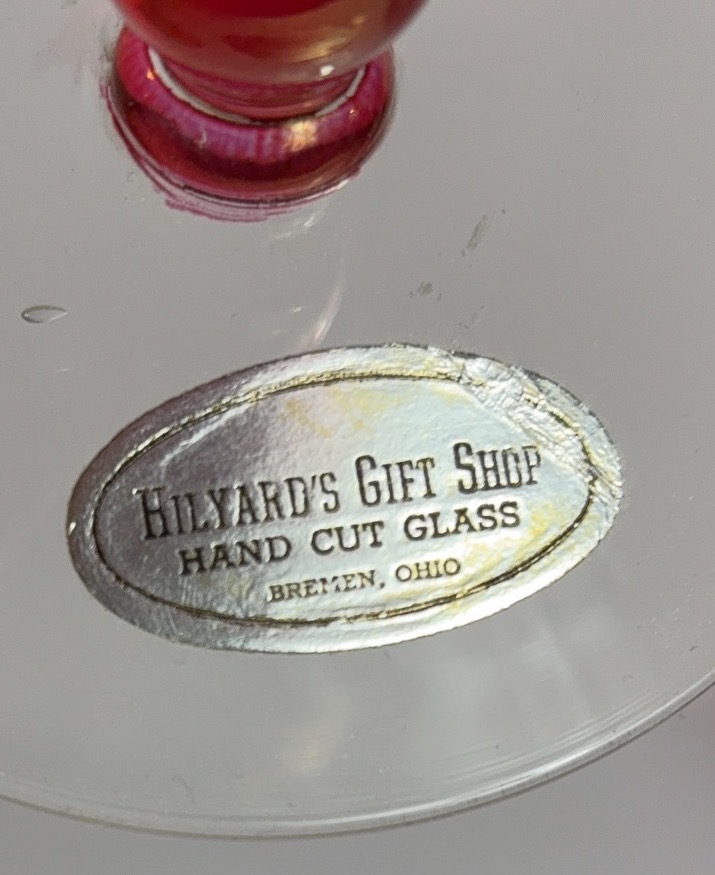 HILYARD'S GIFT SHOP
HAND CUT GLASS
BREMEN, OHIO